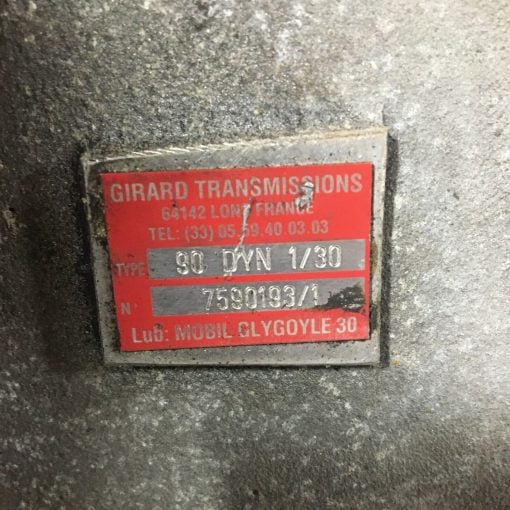 GIRARD TRANSMISSIONS
64142 LONS FRANCE
TEL: (33) 05.59.40.03.03
TYPE 90 DYN 1/30
N° 7590193/1
Lub: MOBIL GLYGOYLE 30